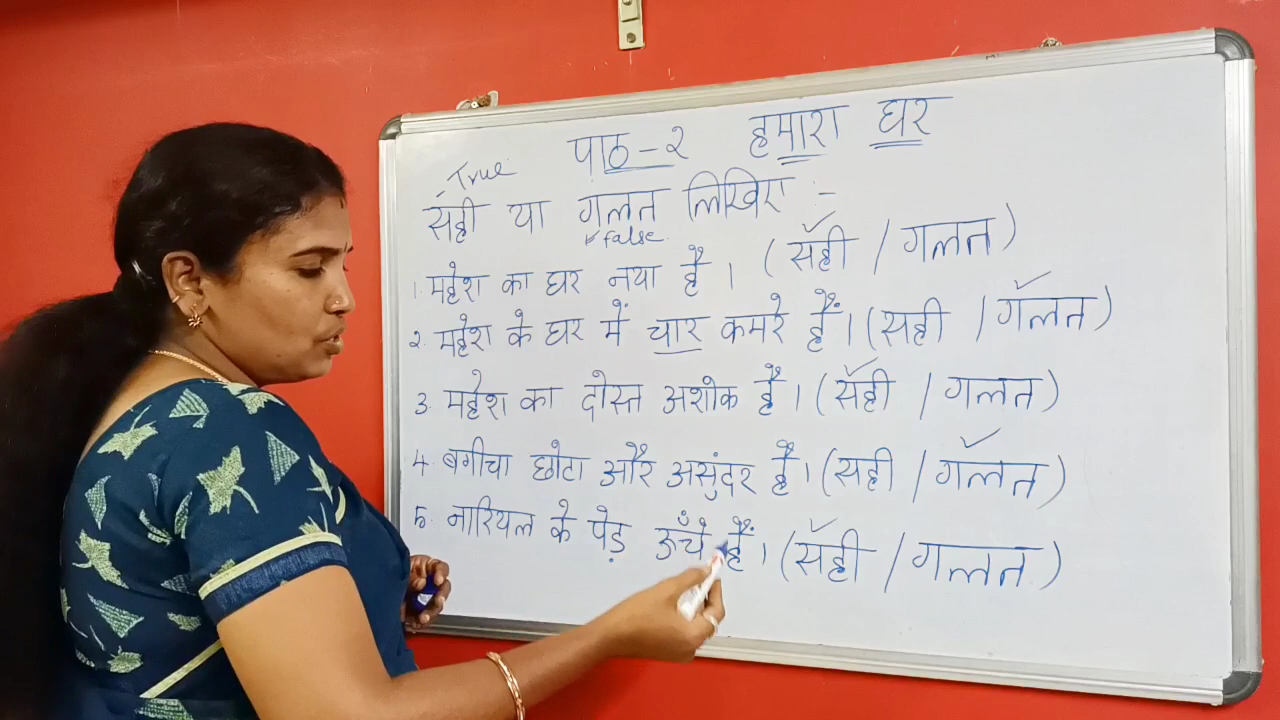 पाठ-२ हमारा घर
True
सही या गलत लिखिए :-
false
1. महेश का घर नया है। (सही / गलत)
२. महेश के घर में चार कमरे हैं। (सही / गलत)
3. महेश का दोस्त अशोक है। (सही / गलत)
4. बगीचा छोटा और असुंदर है। (सही / गलत)
5. नारियल के पेड़ ऊँचे हैं। (सही / गलत)